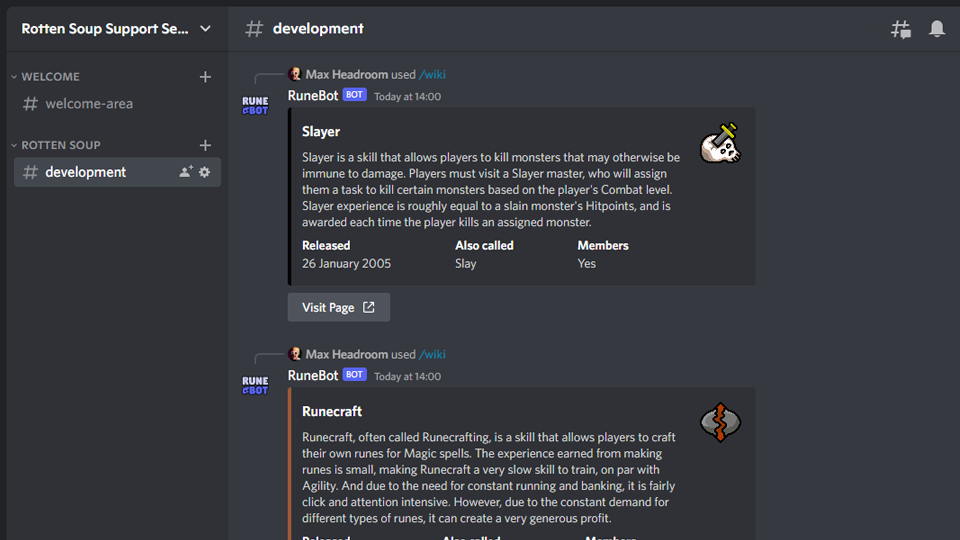 Rotten Soup Support Se...
# development
WELCOME
# welcome-area
ROTTEN SOUP
# development
Max Headroom used /wiki
RUNE
BOT
RuneBot BOT Today at 14:00
Slayer
Slayer is a skill that allows players to kill monsters that may otherwise be
immune to damage. Players must visit a Slayer master, who will assign
them a task to kill certain monsters based on the player's Combat level.
Slayer experience is roughly equal to a slain monster's Hitpoints, and is
awarded each time the player kills an assigned monster.
Released Also called Members
26 January 2005 Slay Yes
Visit Page
Max Headroom used /wiki
RUNE
BOT
RuneBot BOT Today at 14:00
Runecraft
Runecraft, often called Runecrafting, is a skill that allows players to craft
their own runes for Magic spells. The experience earned from making
runes is small, making Runecraft a very slow skill to train, on par with
Agility. And due to the need for constant running and banking, it is fairly
click and attention intensive. However, due to the constant demand for
different types of runes, it can create a very generous profit.
Released Also called Members